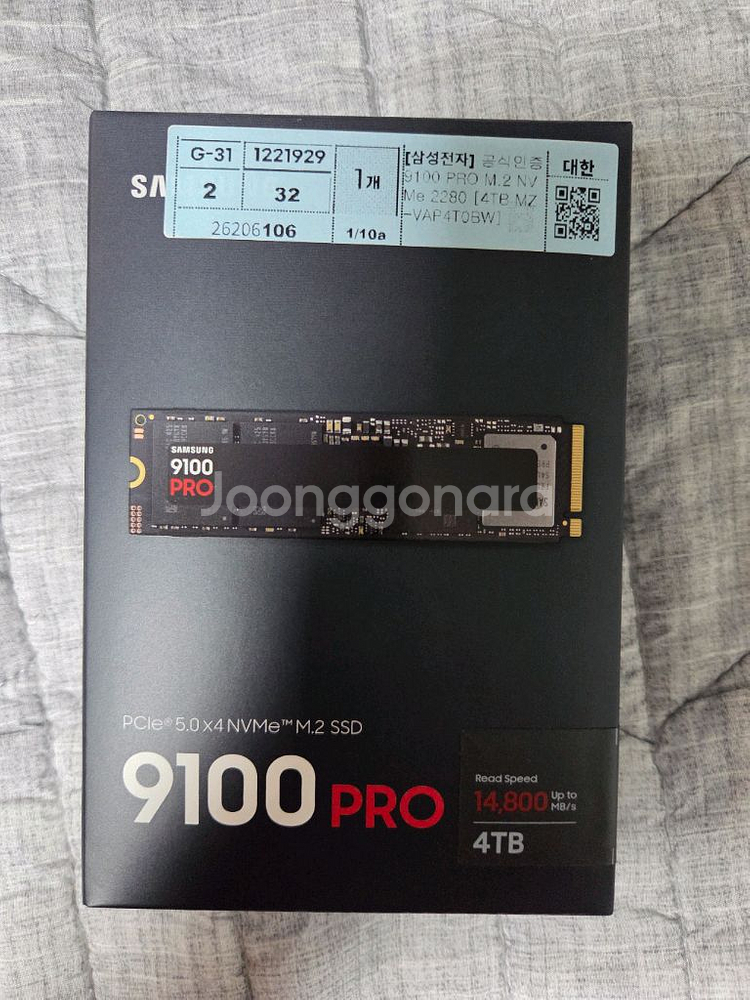 SA
G-31
1221929
2
32
26206106
1개
1/10a
[삼성전자] 공식인증
9100 PRO M.2 NV
Me 2280 [4TB MZ
-VAP4T0BW]
대한
SAMSUNG
9100
PRO
Joonggonara
PCIe® 5.0 x4 NVMe™ M.2 SSD
9100 PRO
Read Speed
14,800 Up to
MB/s
4TB